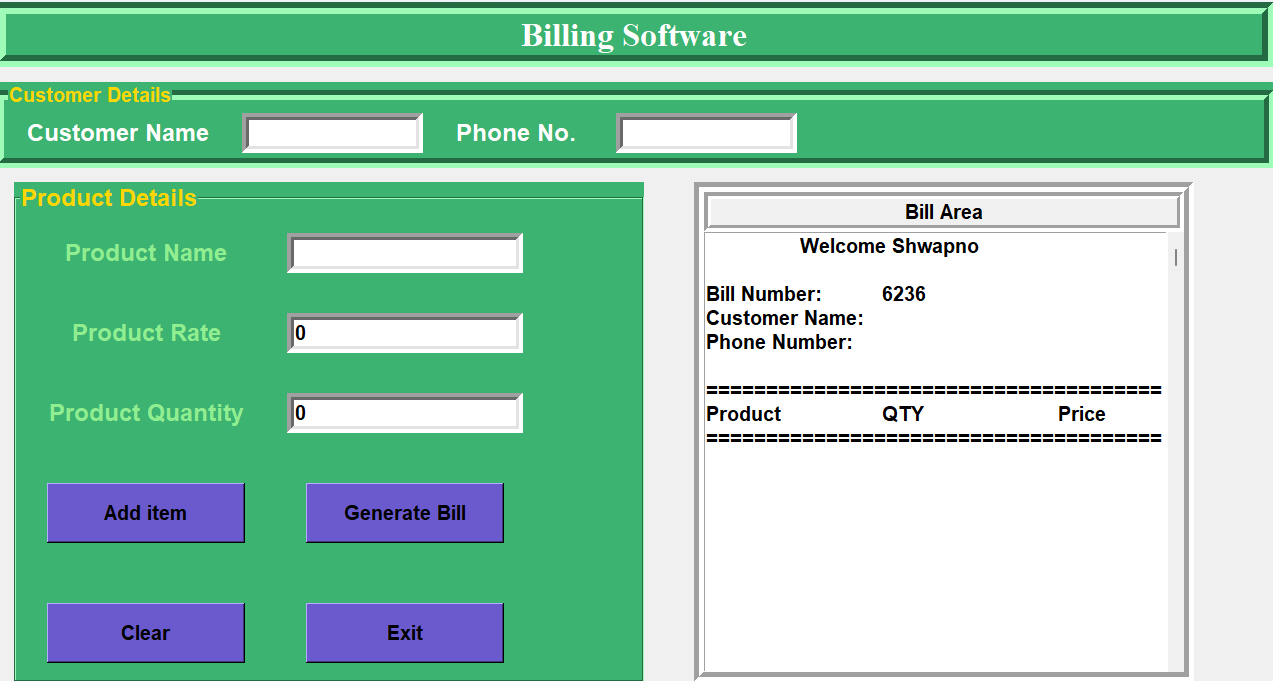 Billing Software
Customer Details
Customer Name Phone No.
Product Details
Product Name
Product Rate 0
Product Quantity 0
Add item Generate Bill
Clear Exit
Bill Area
Welcome Shwapno
Bill Number: 6236
Customer Name:
Phone Number:
======================================
Product QTY Price
======================================